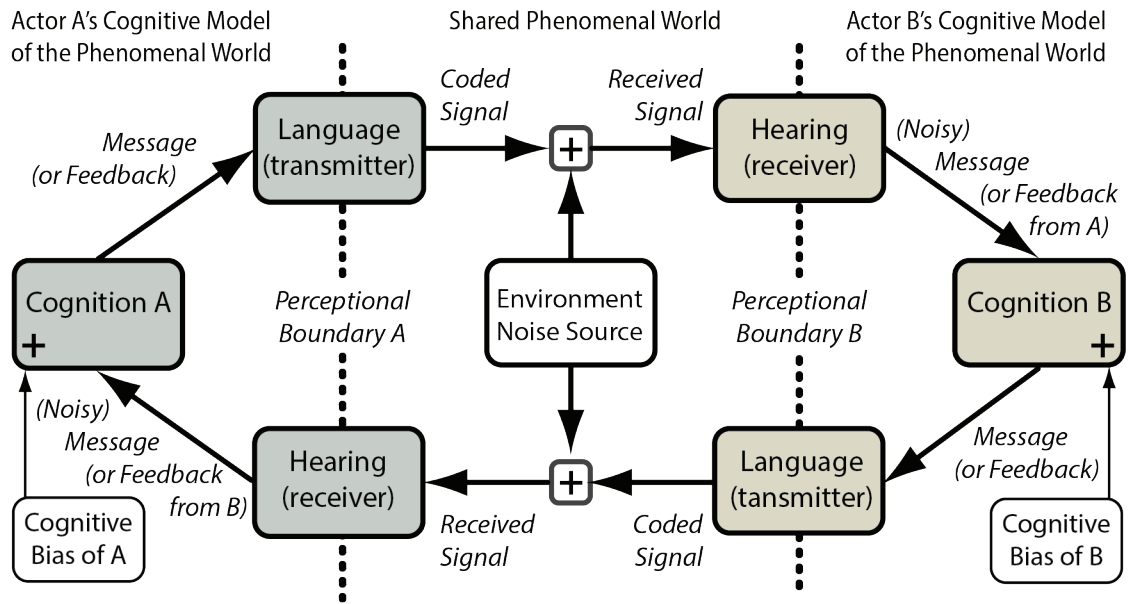 Actor A's Cognitive Model
of the Phenomenal World
Shared Phenomenal World
Actor B's Cognitive Model
of the Phenomenal World
Message
(or Feedback)
Language
(transmitter)
Coded
Signal
+
Received
Signal
Hearing
(receiver)
(Noisy)
Message
(or Feedback
from A)
Cognition A
+
Perceptional
Boundary A
Environment
Noise Source
Perceptional
Boundary B
Cognition B
+
(Noisy)
Message
(or Feedback
from B)
Hearing
(receiver)
Received
Signal
+
Coded
Signal
Language
(tansmitter)
Message
(or Feedback)
Cognitive
Bias of A
Cognitive
Bias of B